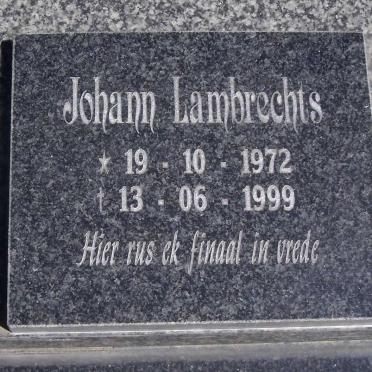 Johann Lambrechts
* 19 - 10 - 1972
† 13 - 06 - 1999
Hier rus ek finaal in vrede